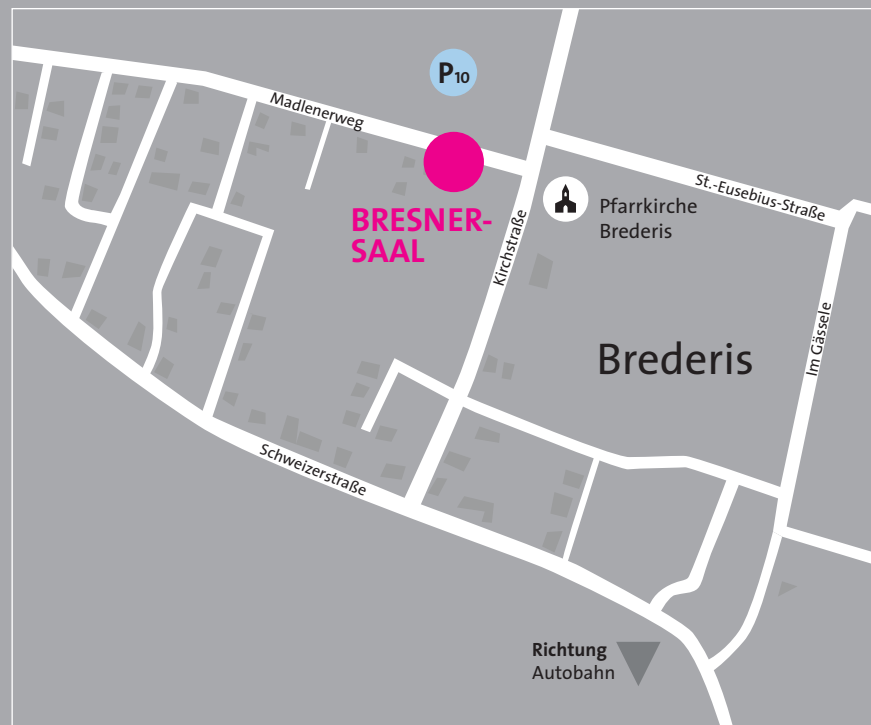 P10
Madlenerweg
BRESNER-
SAAL
St.-Eusebius-Straße
Pfarrkirche
Brederis
Kirchstraße
Im Gässele
Brederis
Schweizerstraße
Richtung
Autobahn